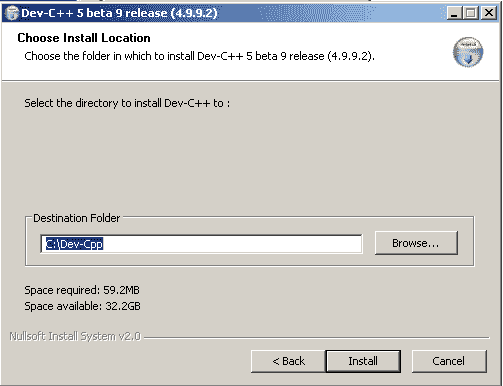 Dev-C++ 5 beta 9 release (4.9.9.2)
Choose Install Location
Choose the folder in which to install Dev-C++ 5 beta 9 release (4.9.9.2).
Select the directory to install Dev-C++ to :
Destination Folder
C:\Dev-Cpp
Browse...
Space required: 59.2MB
Space available: 32.2GB
Nullsoft Install System v2.0
< Back
Install
Cancel